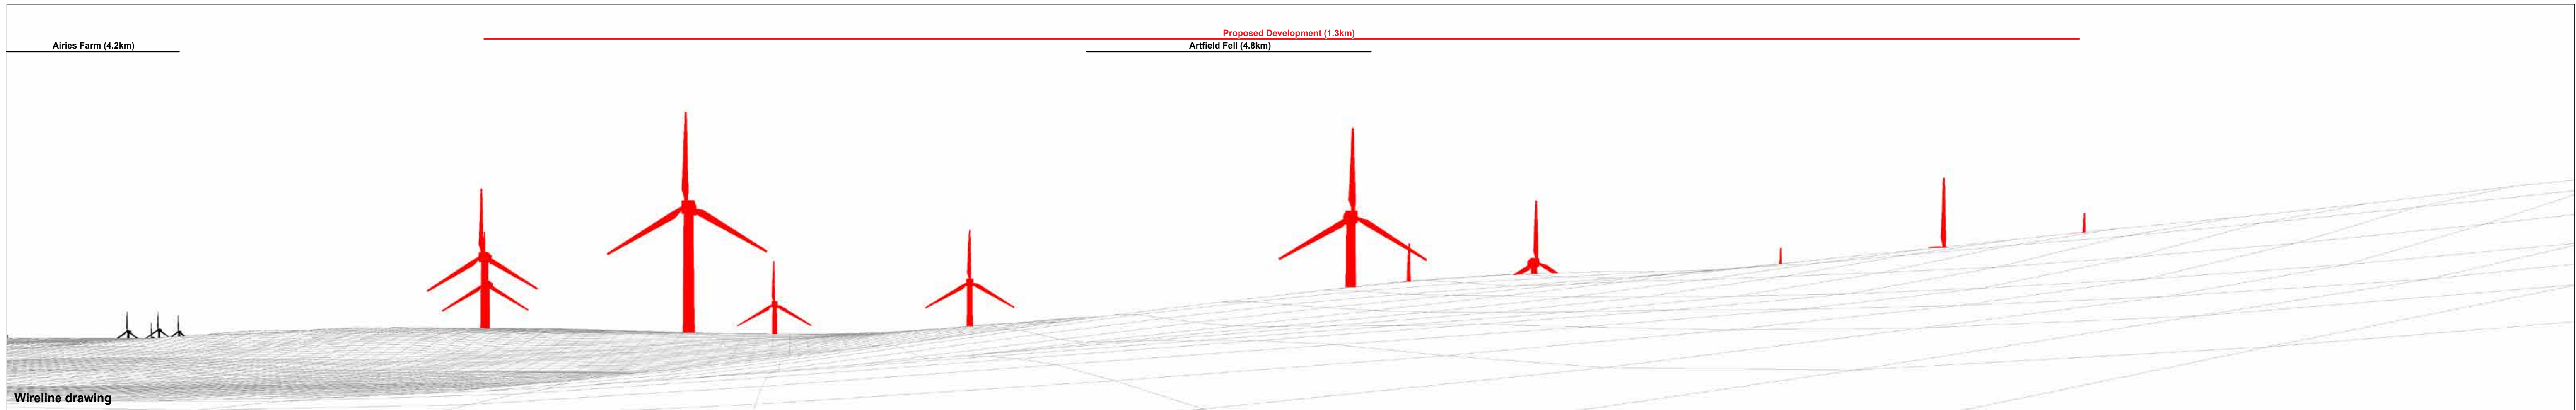 Proposed Development (1.3km)
Airies Farm (4.2km)
Artfield Fell (4.8km)
Wireline drawing